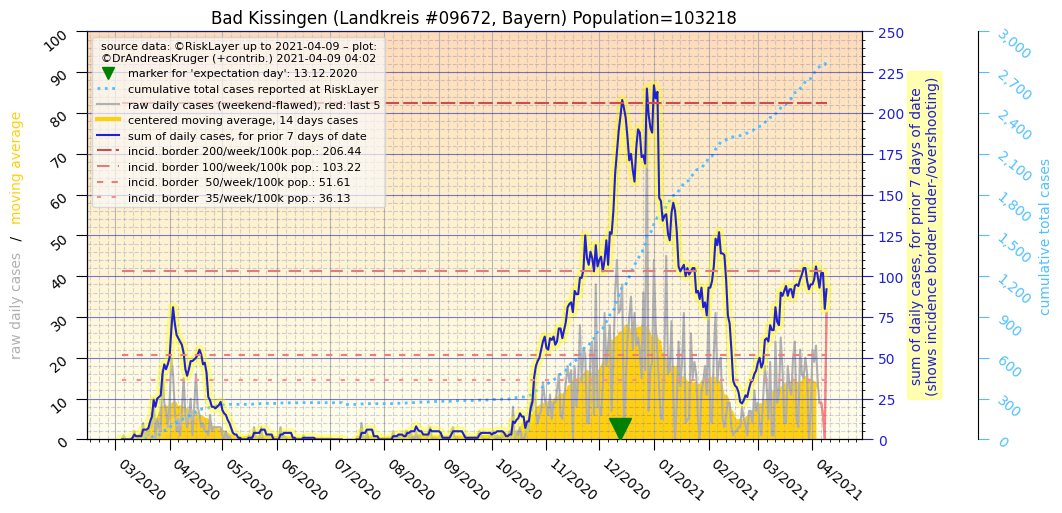 Bad Kissingen (Landkreis #09672, Bayern) Population=103218
source data: ©RiskLayer up to 2021-04-09 – plot:
©DrAndreasKruger (+contrib.) 2021-04-09 04:02
marker for 'expectation day': 13.12.2020
cumulative total cases reported at RiskLayer
raw daily cases (weekend-flawed), red: last 5
centered moving average, 14 days cases
sum of daily cases, for prior 7 days of date
incid. border 200/week/100k pop.: 206.44
incid. border 100/week/100k pop.: 103.22
incid. border  50/week/100k pop.: 51.61
incid. border  35/week/100k pop.: 36.13
raw daily cases / moving average
100
90
80
70
60
50
40
30
20
10
0
03/2020
04/2020
05/2020
06/2020
07/2020
08/2020
09/2020
10/2020
11/2020
12/2020
01/2021
02/2021
03/2021
04/2021
250
225
200
175
150
125
100
75
50
25
0
sum of daily cases, for prior 7 days of date
(shows incidence border under-/overshooting)
3,000
2,700
2,400
2,100
1,800
1,500
1,200
900
600
300
0
cumulative total cases